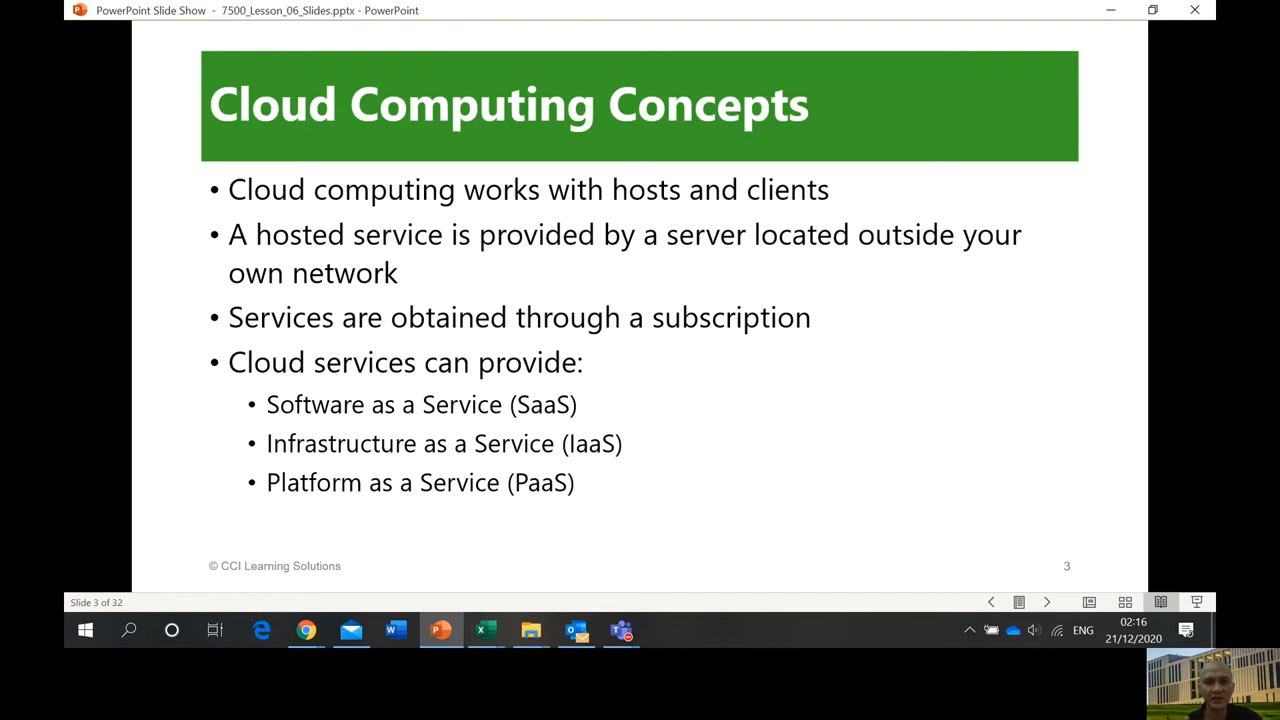 PowerPoint Slide Show - 7500_Lesson_06_Slides.pptx - PowerPoint
Cloud Computing Concepts
• Cloud computing works with hosts and clients
• A hosted service is provided by a server located outside your
own network
• Services are obtained through a subscription
• Cloud services can provide:
• Software as a Service (SaaS)
• Infrastructure as a Service (IaaS)
• Platform as a Service (PaaS)
© CCI Learning Solutions
3
Slide 3 of 32
ENG
02:16
21/12/2020